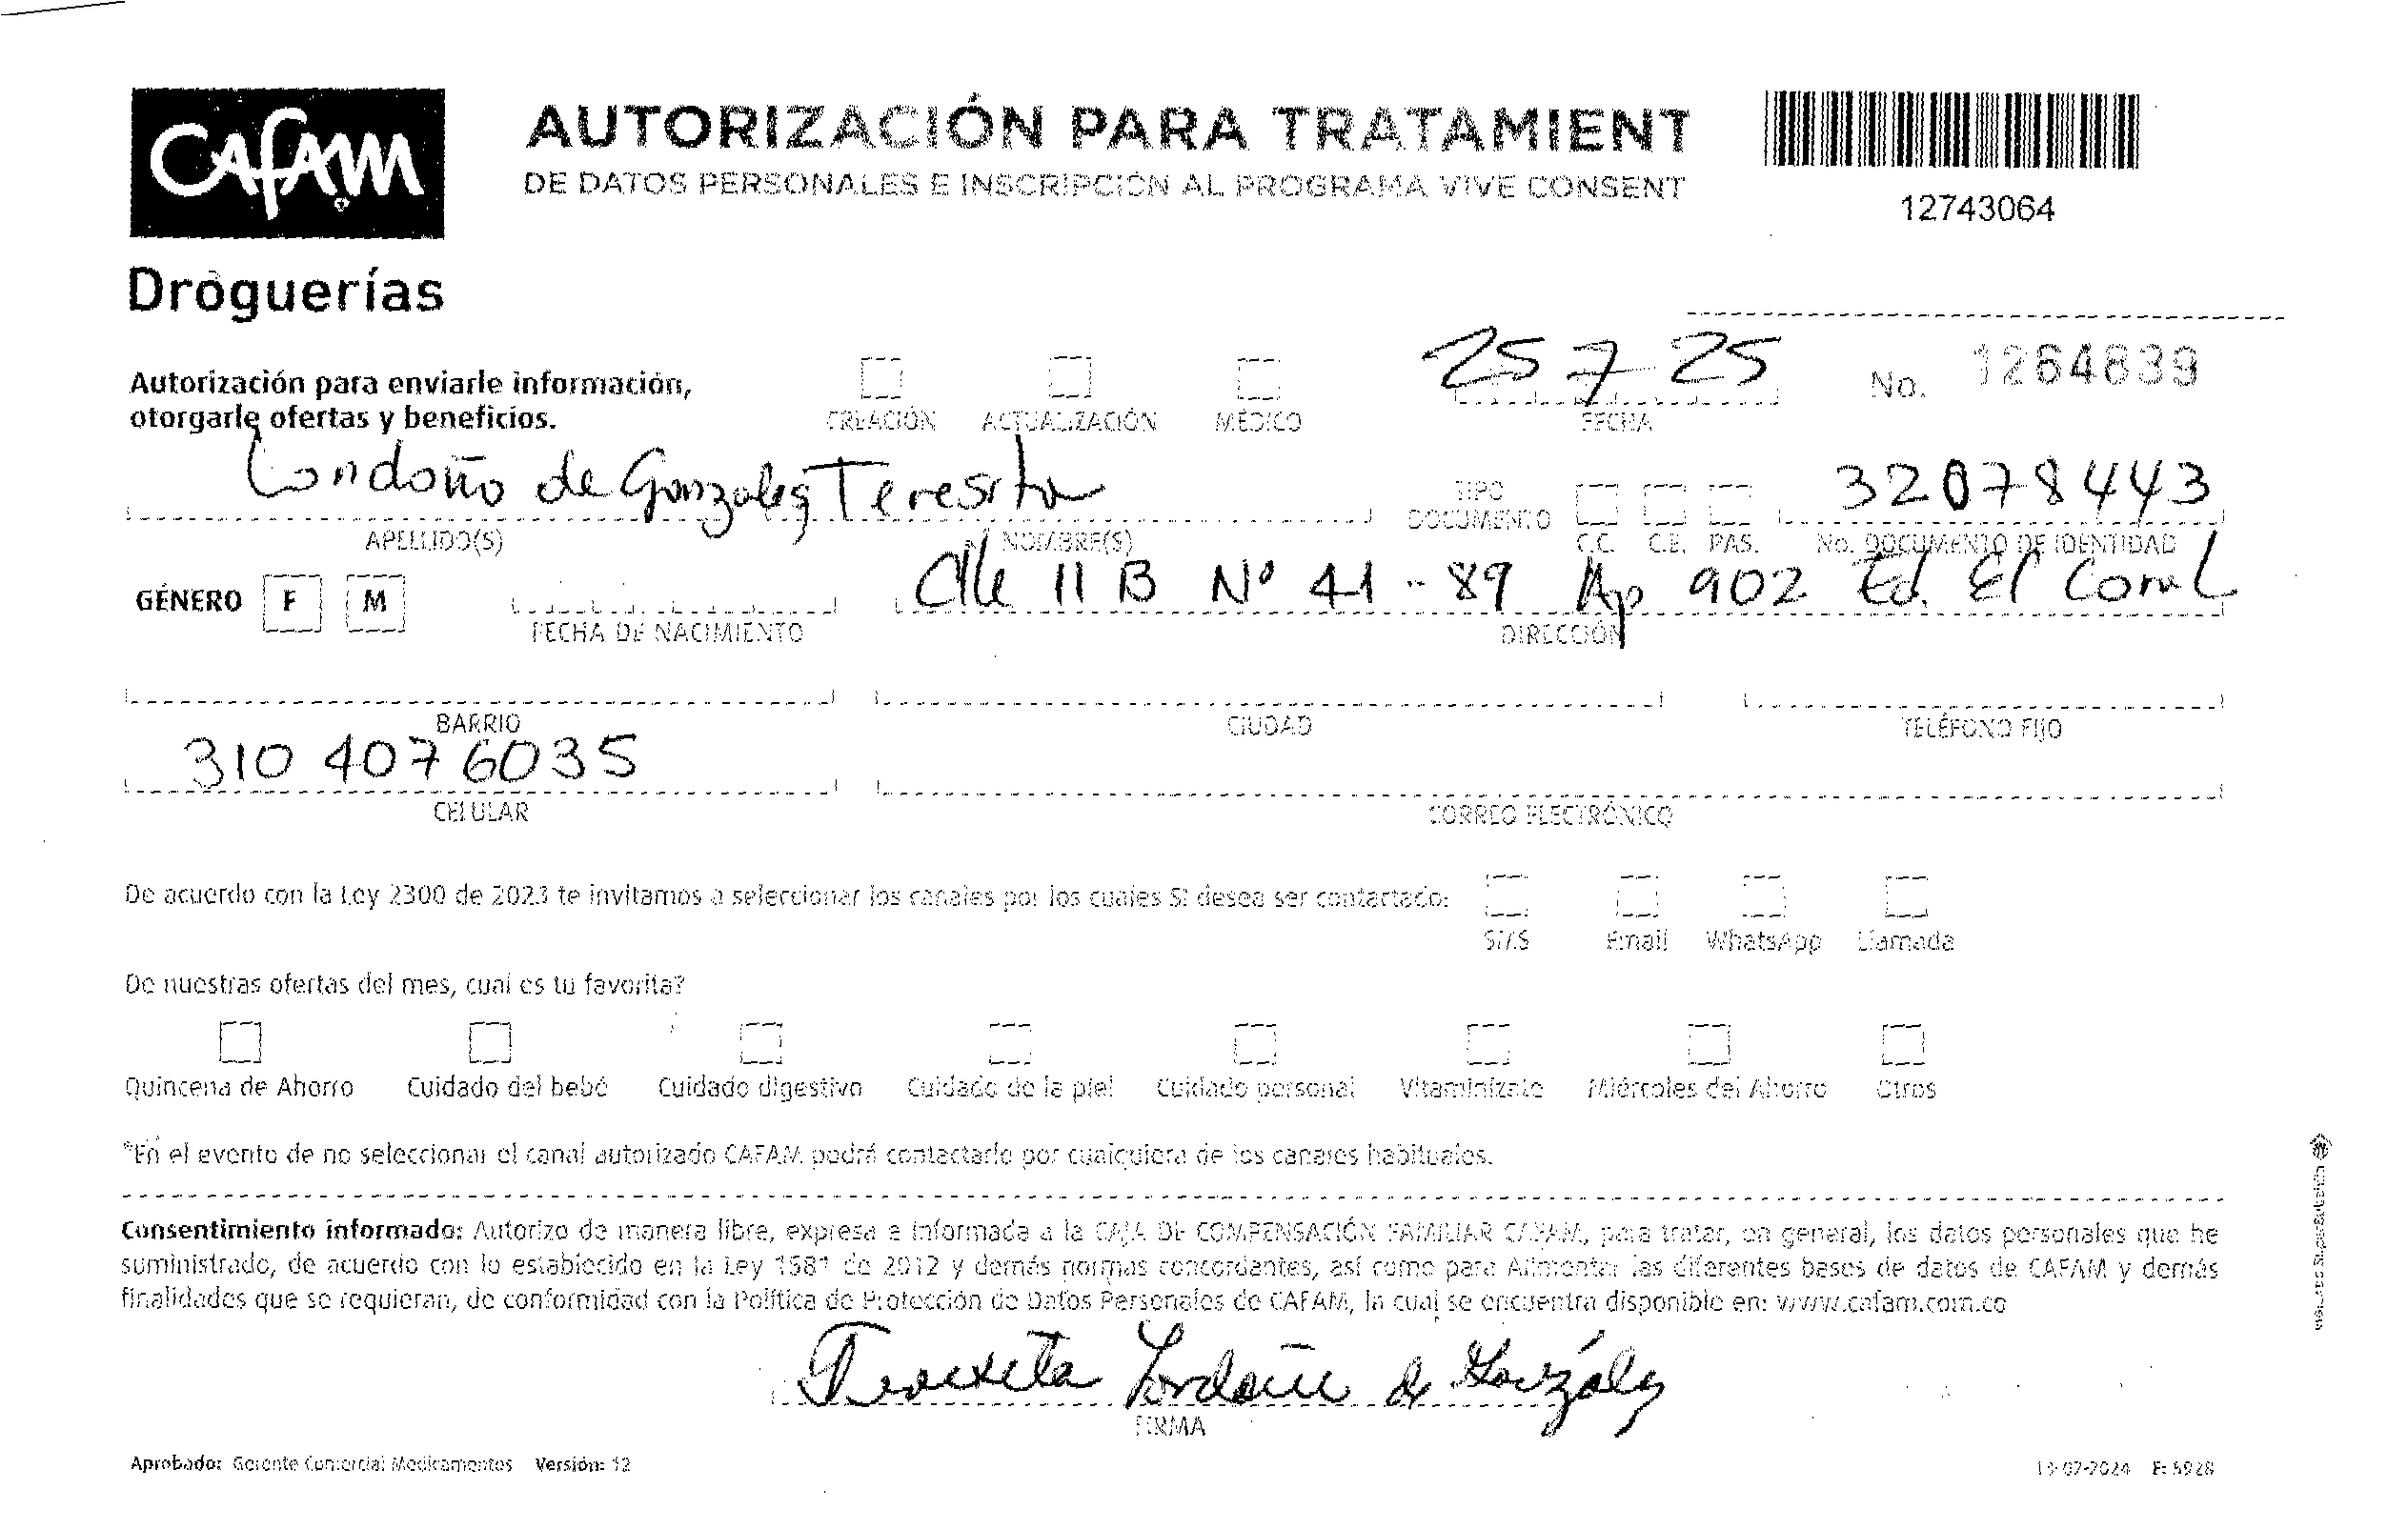 CAFAM
Droguerías
AUTORIZACIÓN PARA TRATAMIENT
DE DATOS PERSONALES E INSCRIPCIÓN AL PROGRAMA VIVE CONSENT
12743064
Autorización para enviarle información,
otorgarle ofertas y beneficios.
CREACIÓN ACTUALIZACIÓN MÉDICO
25 7 25
FECHA
No. 1264839
Londoño de Gonzales Teresita
APELLIDO(S) NOMBRE(S)
TIPO
DOCUMENTO
C.C. C.E. PAS.
32078443
No. DOCUMENTO DE IDENTIDAD
GÉNERO F M
FECHA DE NACIMIENTO
Clle 11 B Nº 41-89 Ap 902 Ed. El Coral
DIRECCIÓN
BARRIO CIUDAD TELÉFONO FIJO
310 407 6035
CELULAR CORREO ELECTRÓNICO
De acuerdo con la Ley 2300 de 2023 te invitamos a seleccionar los canales por los cuales SI desea ser contactado:
SMS Email WhatsApp Llamada
De nuestras ofertas del mes, cual es tu favorita?
Quincena de Ahorro Cuidado del bebé Cuidado digestivo Cuidado de la piel Cuidado personal Vitaminízate Miércoles del Ahorro Otros
*En el evento de no seleccionar el canal autorizado CAFAM podrá contactarlo por cualquiera de los canales habituales.
Consentimiento informado: Autorizo de manera libre, expresa e informada a la CAJA DE COMPENSACIÓN FAMILIAR CAFAM, para tratar, en general, los datos personales que he
suministrado, de acuerdo con lo establecido en la Ley 1581 de 2012 y demás normas concordantes, así como para Alimentar las diferentes bases de datos de CAFAM y demás
finalidades que se requieran, de conformidad con la Política de Protección de Datos Personales de CAFAM, la cual se encuentra disponible en: www.cafam.com.co
Teresita Londoño de Gonzáles
FIRMA
Aprobado: Gerente Comercial Medicamentos Versión: 12
-07-2024 F: 5928